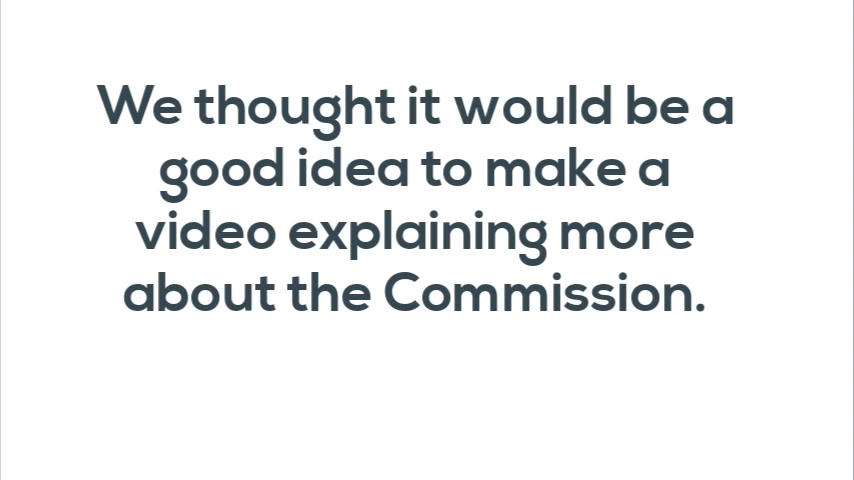 We thought it would be a
good idea to make a
video explaining more
about the Commission.